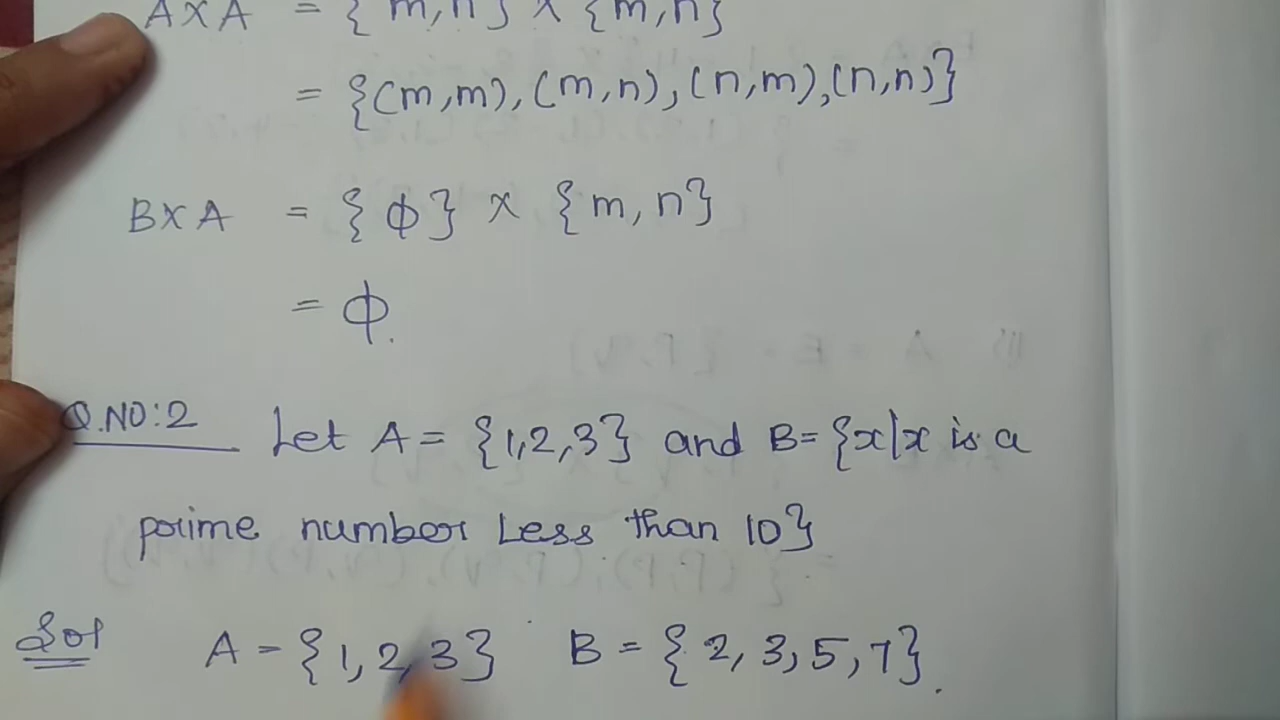 A X A = { m, n } x { m, n }
= {(m,m), (m,n), (n,m), (n,n)}
B X A = { ϕ } x { m, n }
= ϕ.
Q.NO:2 Let A = {1,2,3} and B = {x|x is a
prime number Less than 10}
Sol A = {1,2,3} B = {2, 3, 5, 7}.